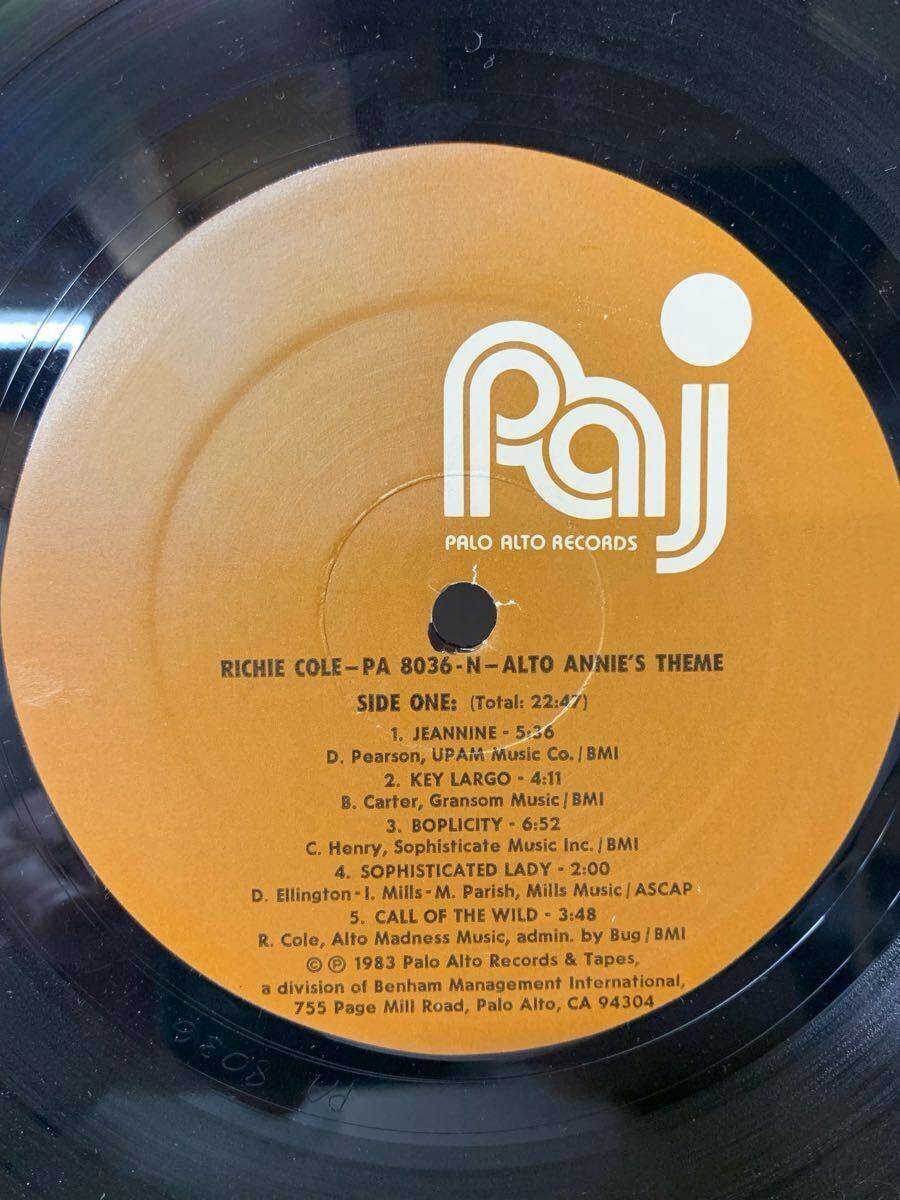 Paj
PALO ALTO RECORDS
RICHIE COLE—PA 8036-N—ALTO ANNIE'S THEME
SIDE ONE: (Total: 22:47)
1. JEANNINE - 5:36
D. Pearson, UPAM Music Co./BMI
2. KEY LARGO - 4:11
B. Carter, Gransom Music/BMI
3. BOPLICITY - 6:52
C. Henry, Sophisticate Music Inc./BMI
4. SOPHISTICATED LADY - 2:00
D. Ellington-I. Mills-M. Parish, Mills Music/ASCAP
5. CALL OF THE WILD - 3:48
R. Cole, Alto Madness Music, admin. by Bug/BMI
© ℗ 1983 Palo Alto Records & Tapes,
a division of Benham Management International,
755 Page Mill Road, Palo Alto, CA 94304
PA 8036